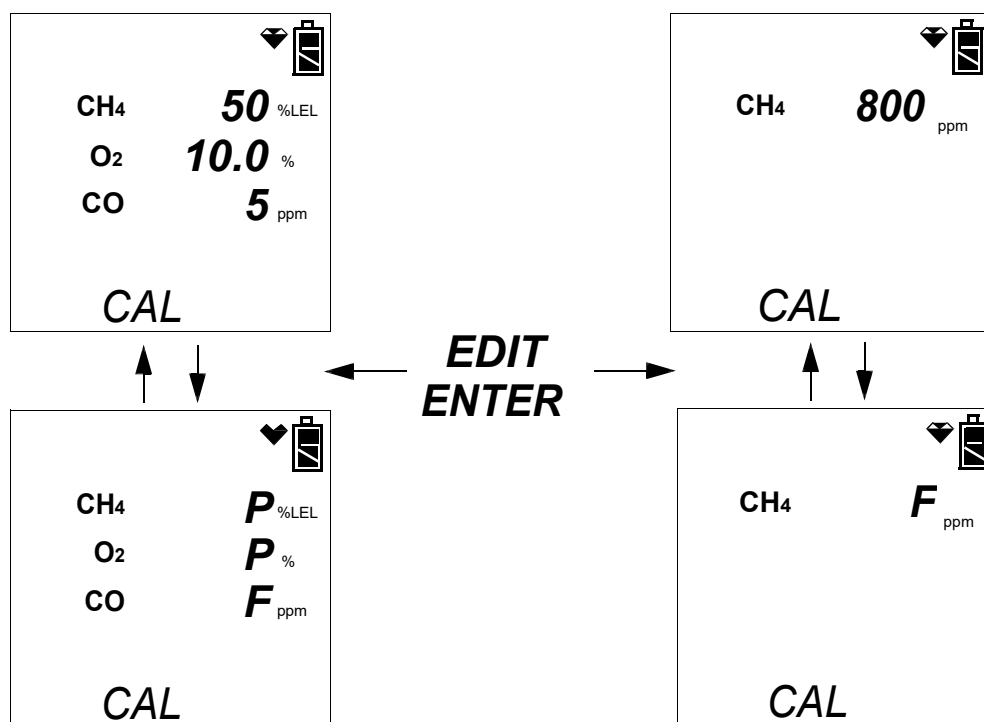 CH4 50 %LEL
O2 10.0 %
CO 5 ppm
CAL
CH4 800 ppm
CAL
EDIT
ENTER
CH4 P %LEL
O2 P %
CO F ppm
CAL
CH4 F ppm
CAL